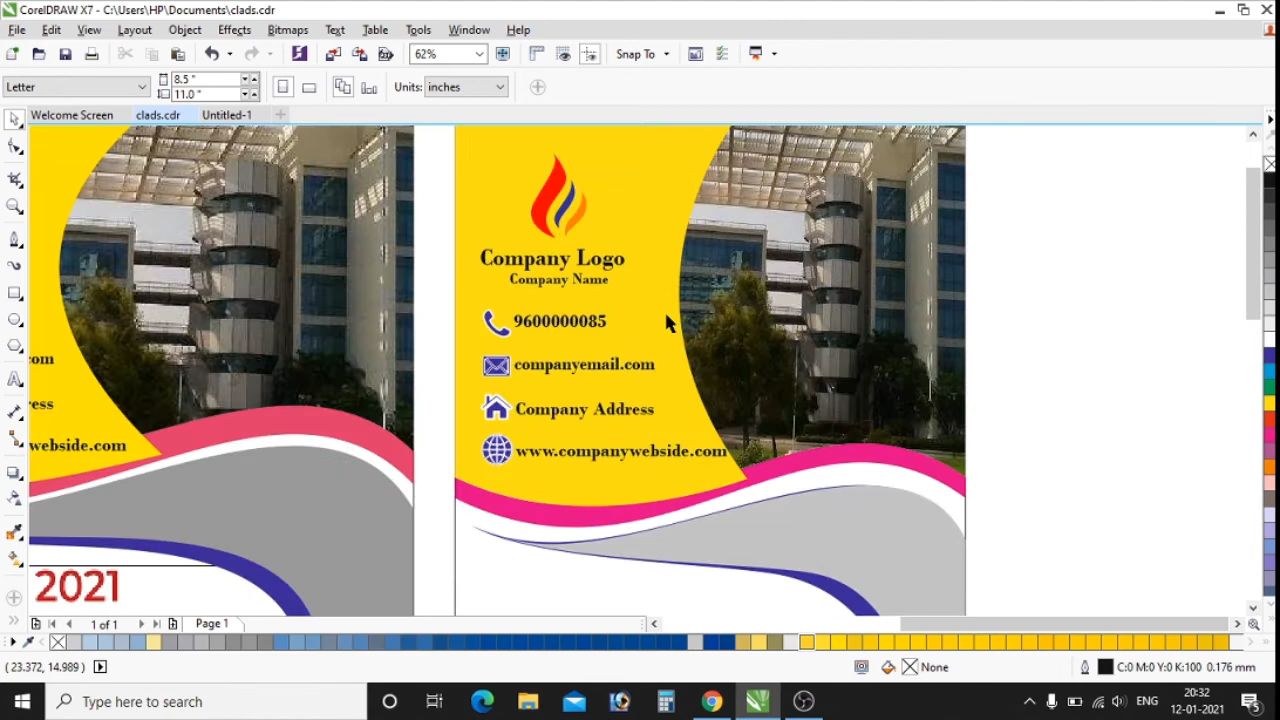 CorelDRAW X7 - C:\Users\HP\Documents\clads.cdr
File Edit View Layout Object Effects Bitmaps Text Table Tools Window Help
62% Snap To
Letter 8.5 " Units: inches
11.0 "
Welcome Screen clads.cdr Untitled-1
Company Logo
Company Name
9600000085
companyemail.com
Company Address
www.companywebside.com
com
ress
webside.com
2021
1 of 1 Page 1
( 23.372, 14.989 ) None C:0 M:0 Y:0 K:100 0.176 mm
Type here to search ENG 20:32
12-01-2021 5